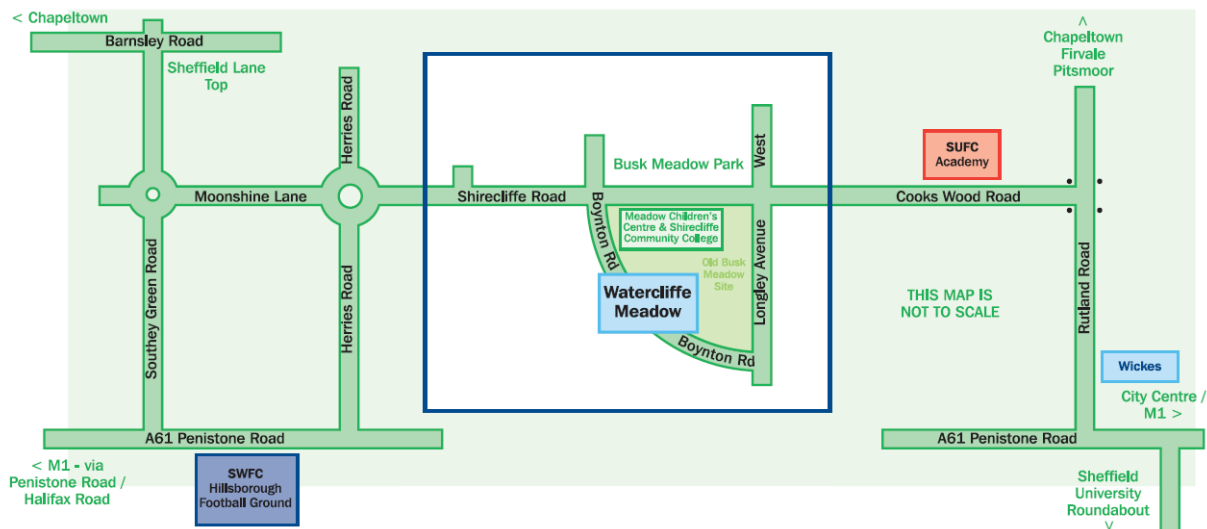 < Chapeltown
Barnsley Road
Sheffield Lane
Top
Herries Road
Moonshine Lane
Southey Green Road
Herries Road
A61 Penistone Road
< M1 - via
Penistone Road /
Halifax Road
SWFC
Hillsborough
Football Ground
Shirecliffe Road
Busk Meadow Park
West
Boynton Rd
Meadow Children's
Centre & Shirecliffe
Community College
Old Busk
Meadow
Site
Longley Avenue
Watercliffe
Meadow
Boynton Rd
SUFC
Academy
Cooks Wood Road
^
Chapeltown
Firvale
Pitsmoor
THIS MAP IS
NOT TO SCALE
Rutland Road
Wickes
City Centre /
M1 >
A61 Penistone Road
Sheffield
University
Roundabout
v